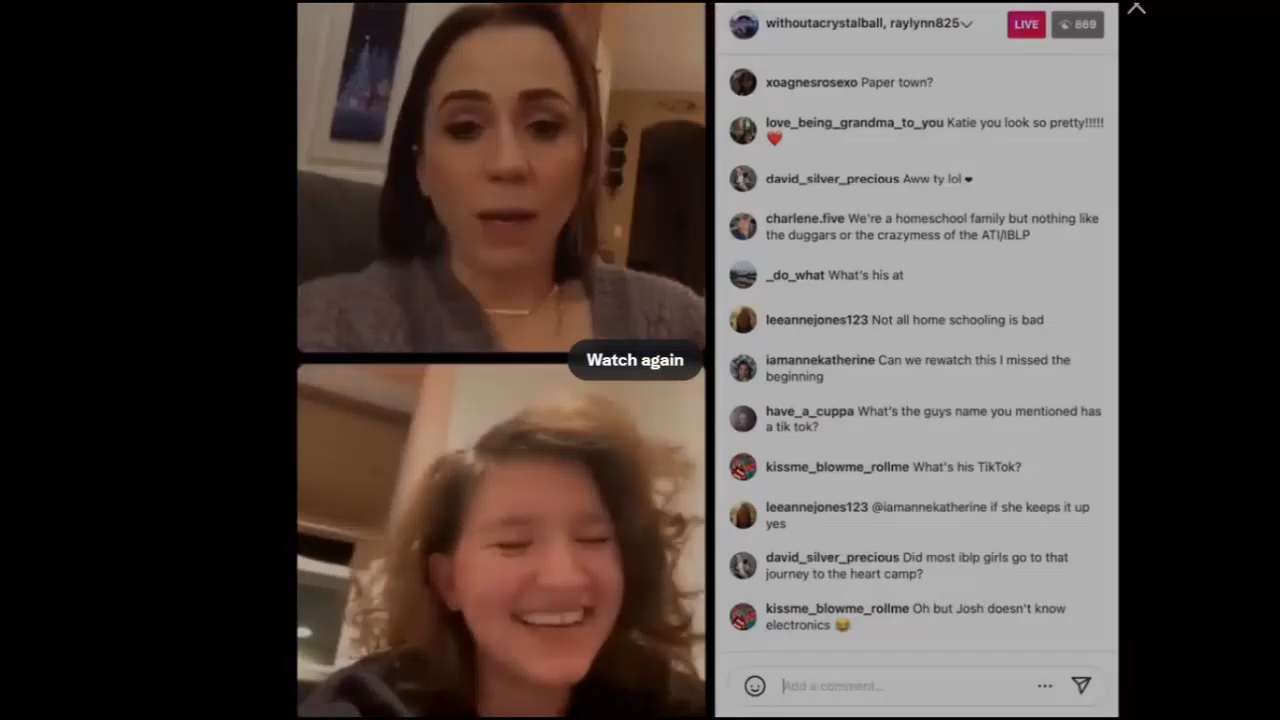 withoutacrystalball, raylynn825
LIVE
869
xoagnesrosexo Paper town?
love_being_grandma_to_you Katie you look so pretty!!!!!
❤️
david_silver_precious Aww ty lol ❤
charlene.five We're a homeschool family but nothing like
the duggars or the crazymess of the ATI/IBLP
_do_what What's his at
leeannejones123 Not all home schooling is bad
iamannekatherine Can we rewatch this I missed the
beginning
Watch again
have_a_cuppa What's the guys name you mentioned has
a tik tok?
kissme_blowme_rollme What's his TikTok?
leeannejones123 @iamannekatherine if she keeps it up
yes
david_silver_precious Did most iblp girls go to that
journey to the heart camp?
kissme_blowme_rollme Oh but Josh doesn't know
electronics 😂
Add a comment...